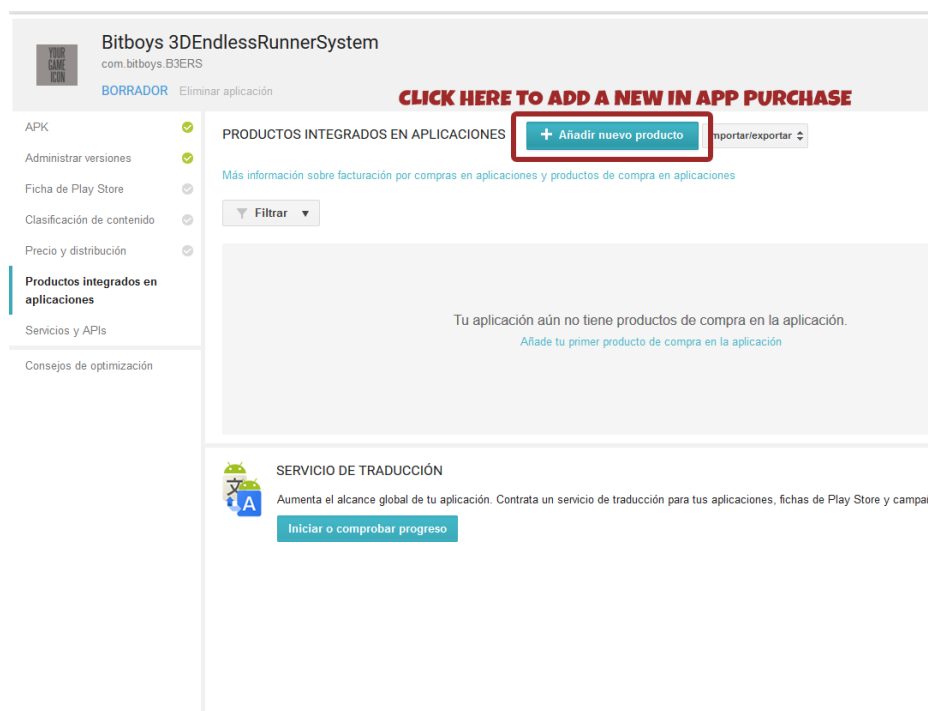 YOUR
GAME
ICON
Bitboys 3DEndlessRunnerSystem
com.bitboys.B3ERS
BORRADOR Eliminar aplicación
CLICK HERE TO ADD A NEW IN APP PURCHASE
APK
Administrar versiones
Ficha de Play Store
Clasificación de contenido
Precio y distribución
Productos integrados en
aplicaciones
Servicios y APIs
Consejos de optimización
PRODUCTOS INTEGRADOS EN APLICACIONES
+ Añadir nuevo producto
mportar/exportar
Más información sobre facturación por compras en aplicaciones y productos de compra en aplicaciones
Filtrar
Tu aplicación aún no tiene productos de compra en la aplicación.
Añade tu primer producto de compra en la aplicación
文
A
SERVICIO DE TRADUCCIÓN
Aumenta el alcance global de tu aplicación. Contrata un servicio de traducción para tus aplicaciones, fichas de Play Store y campañ
Iniciar o comprobar progreso